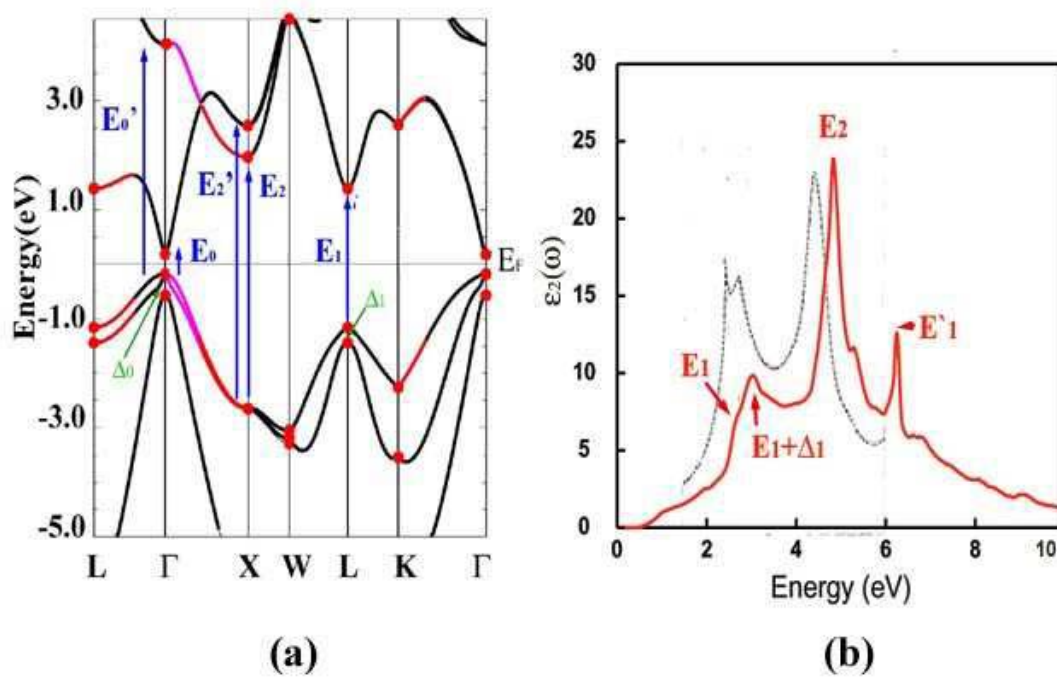 Energy(eV)
3.0
1.0
-1.0
-3.0
-5.0
E₀'
E₀
E₂'
E₂
E₁
Δ₁
Δ₀
E_F
L Γ X W L K Γ
(a)
ε₂(ω)
30
25
20
15
10
5
0
E₂
E`₁
E₁
E₁+Δ₁
0 2 4 6 8 10
Energy (eV)
(b)